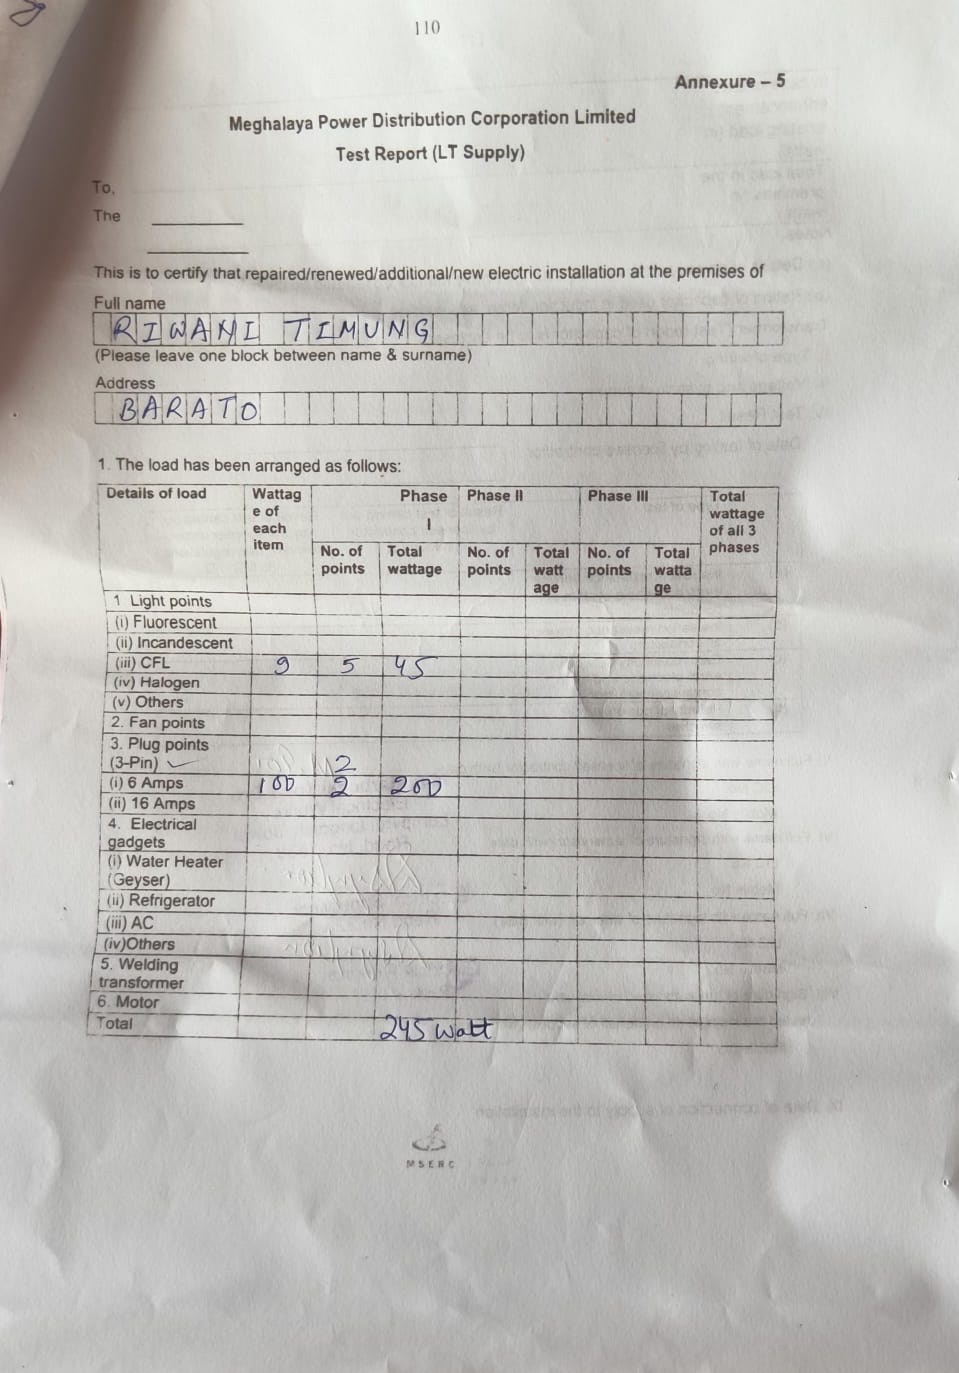 110
Annexure – 5
Meghalaya Power Distribution Corporation Limited
Test Report (LT Supply)
To,
The
This is to certify that repaired/renewed/additional/new electric installation at the premises of
Full name
RIWANI TIMUNG
(Please leave one block between name & surname)
Address
BARATO
1. The load has been arranged as follows:
Details of load Wattag e of each item Phase I Phase II Phase III Total wattage of all 3 phases
No. of points Total wattage No. of points Total watt age No. of points Total watta ge
1 Light points
(i) Fluorescent
(ii) Incandescent
(iii) CFL 9 5 45
(iv) Halogen
(v) Others
2. Fan points
3. Plug points
(3-Pin) ✓ 2
(i) 6 Amps 100 2 200
(ii) 16 Amps
4. Electrical
gadgets
(i) Water Heater
(Geyser)
(ii) Refrigerator
(iii) AC
(iv)Others
5. Welding
transformer
6. Motor
Total 245 watt
MSERC